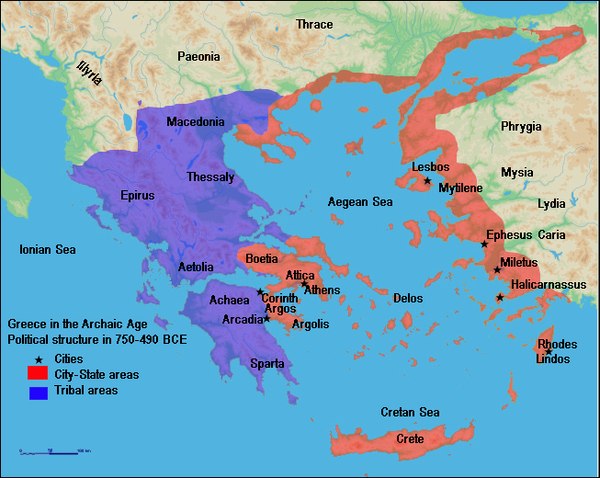 Thrace
Paeonia
Illyria
Macedonia
Phrygia
Lesbos
Mysia
Thessaly
Mytilene
Epirus
Aegean Sea
Lydia
Ephesus
Caria
Ionian Sea
Boetia
Aetolia
Attica
Miletus
Athens
Halicarnassus
Achaea
Corinth
Delos
Argos
Arcadia
Argolis
Greece in the Archaic Age
Political structure in 750-490 BCE
Rhodes
Cities
Lindos
Sparta
City-State areas
Tribal areas
Cretan Sea
Crete